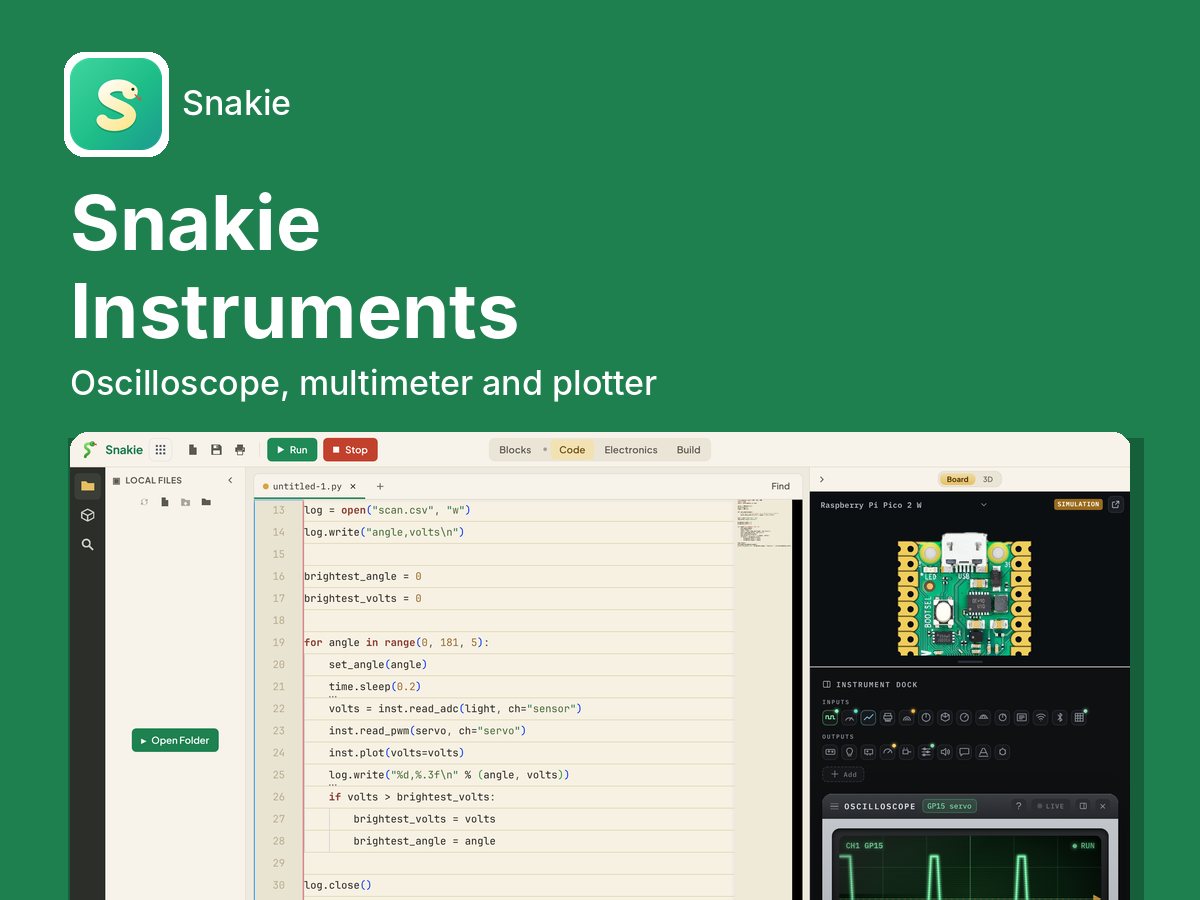 Snakie
Snakie
Instruments
Oscilloscope, multimeter and plotter
Snakie
Run
Stop
Blocks
Code
Electronics
Build
LOCAL FILES
Open Folder
untitled-1.py
Find
13 log = open("scan.csv", "w")
14 log.write("angle,volts\n")
15
16 brightest_angle = 0
17 brightest_volts = 0
18
19 for angle in range(0, 181, 5):
20 set_angle(angle)
21 time.sleep(0.2)
22 volts = inst.read_adc(light, ch="sensor")
23 inst.read_pwm(servo, ch="servo")
24 inst.plot(volts=volts)
25 log.write("%d,%.3f\n" % (angle, volts))
26 if volts > brightest_volts:
27 brightest_volts = volts
28 brightest_angle = angle
29
30 log.close()
Board
3D
Raspberry Pi Pico 2 W
SIMULATION
LED
USB
BOOTSEL
INSTRUMENT DOCK
INPUTS
OUTPUTS
+ Add
OSCILLOSCOPE
GP15 servo
?
LIVE
CH1 GP15
RUN